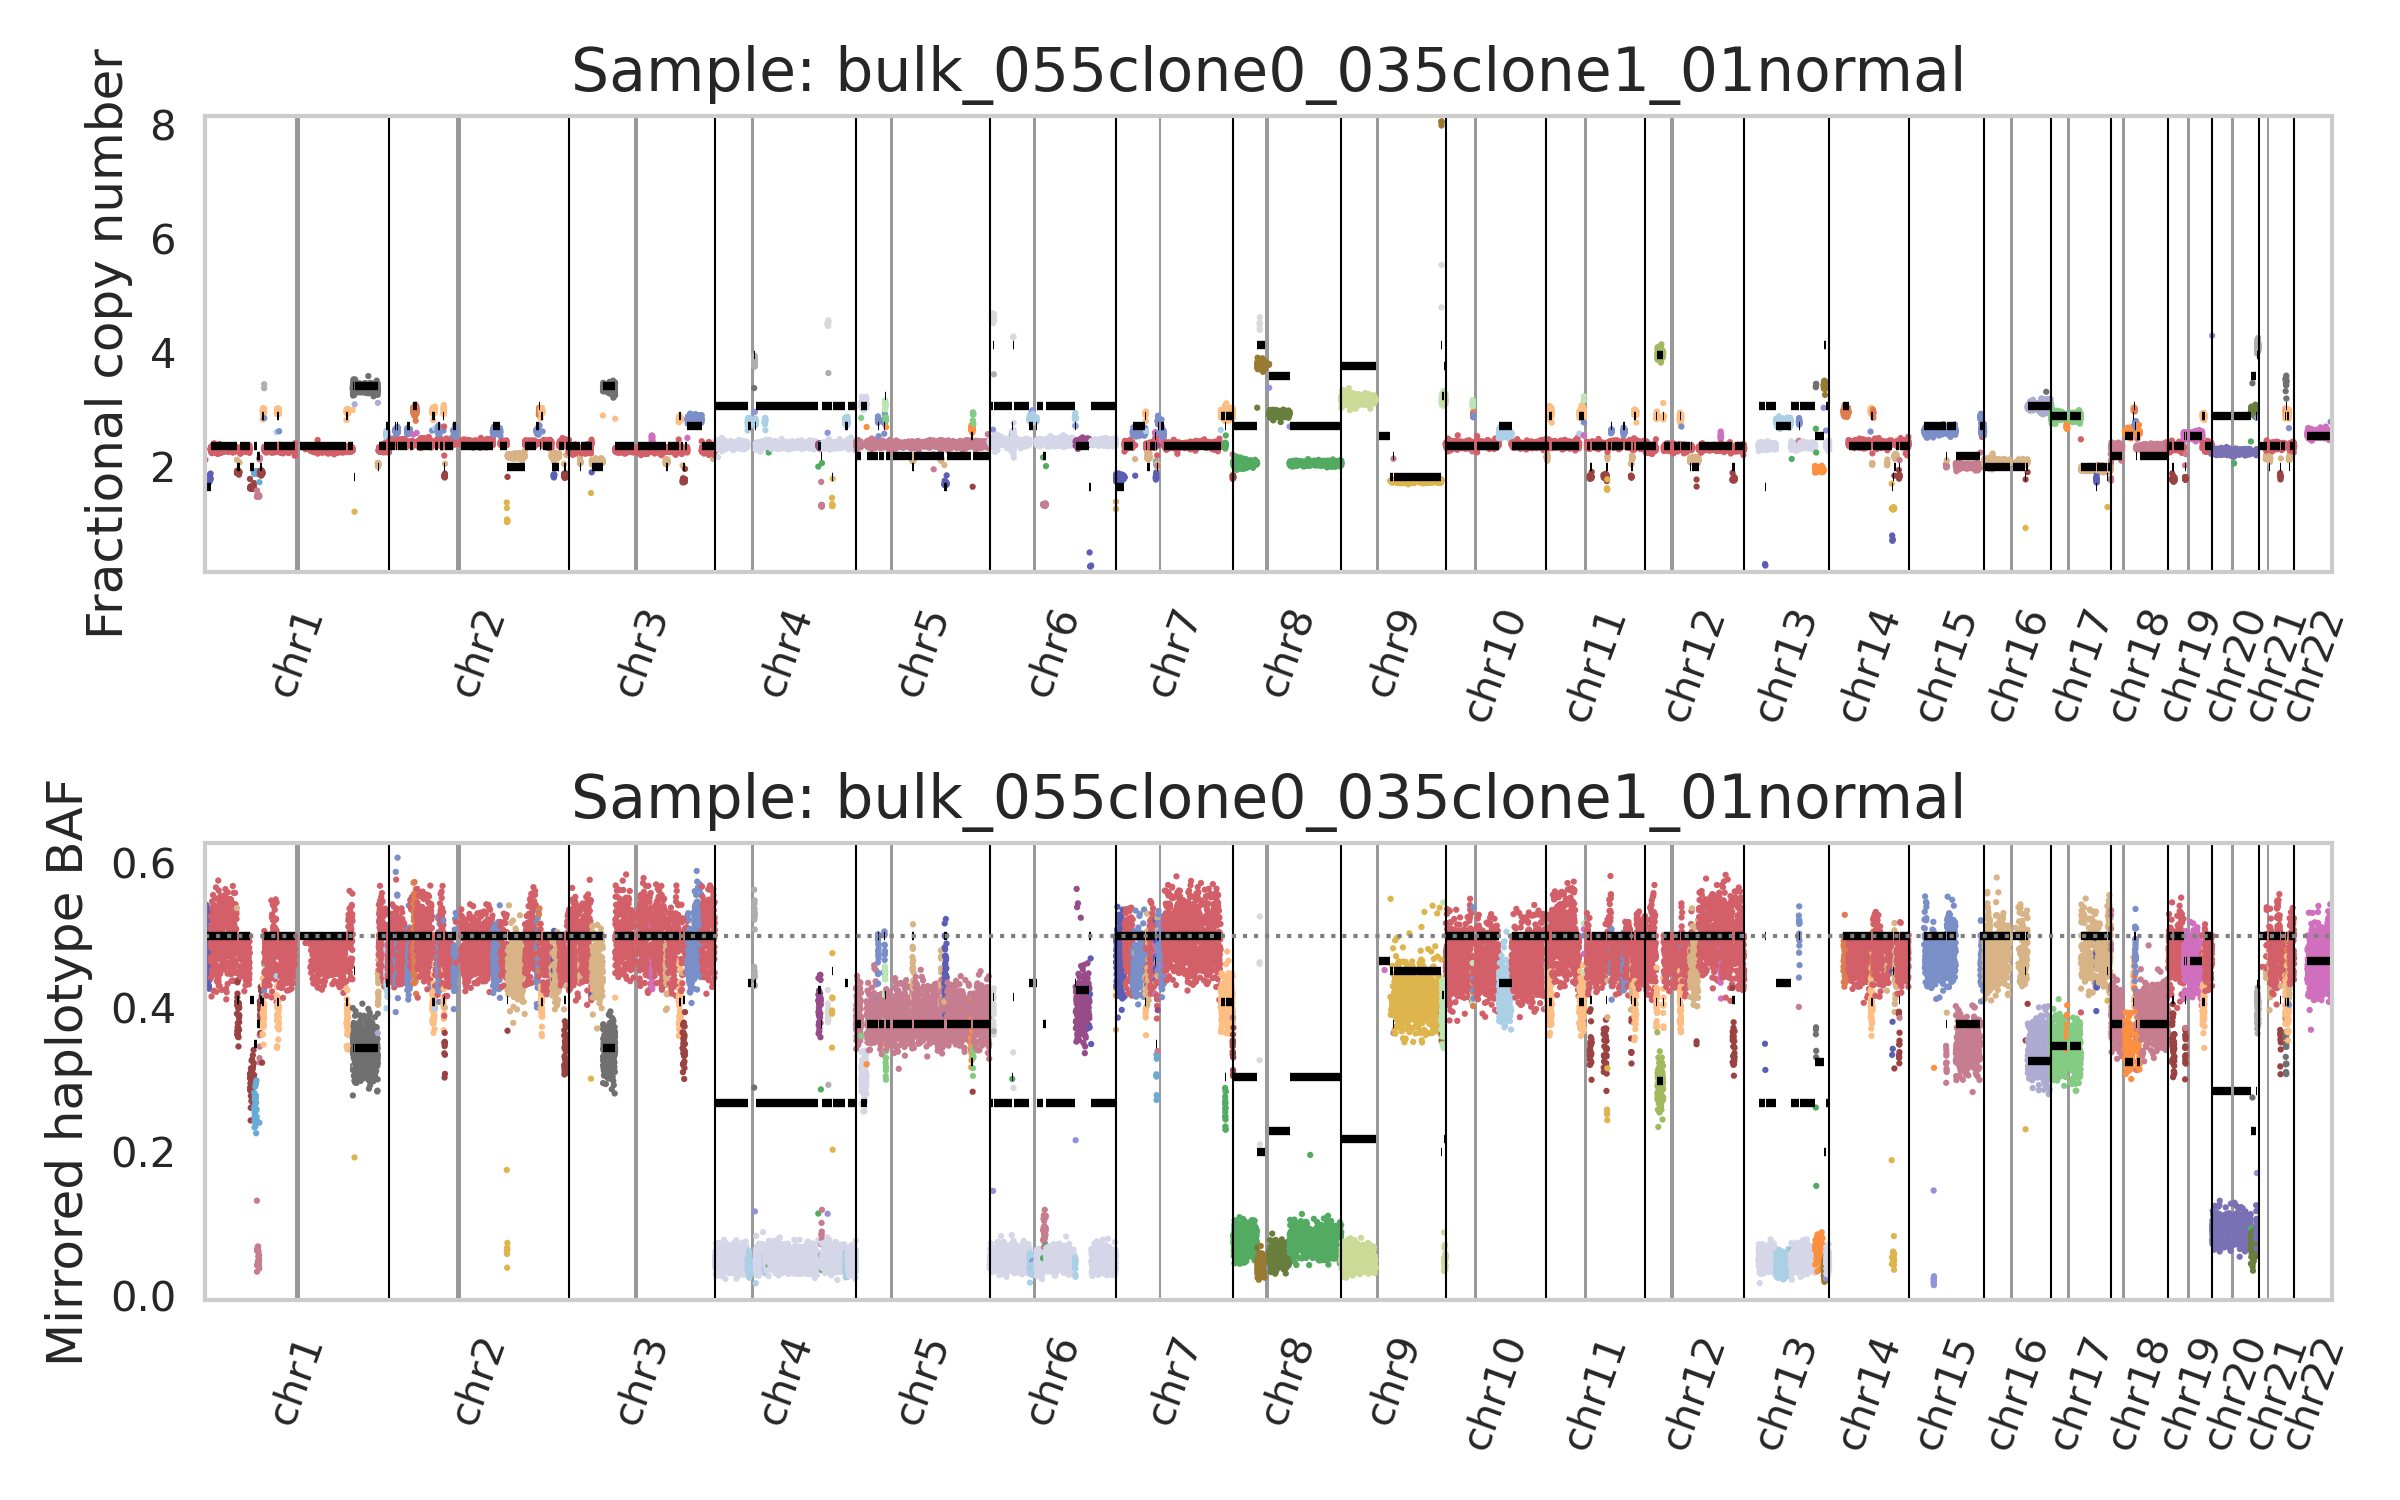 Sample: bulk_055clone0_035clone1_01normal
Fractional copy number
8
6
4
2
chr1
chr2
chr3
chr4
chr5
chr6
chr7
chr8
chr9
chr10
chr11
chr12
chr13
chr14
chr15
chr16
chr17
chr18
chr19
chr20
chr21
chr22
Sample: bulk_055clone0_035clone1_01normal
Mirrored haplotype BAF
0.6
0.4
0.2
0.0
chr1
chr2
chr3
chr4
chr5
chr6
chr7
chr8
chr9
chr10
chr11
chr12
chr13
chr14
chr15
chr16
chr17
chr18
chr19
chr20
chr21
chr22